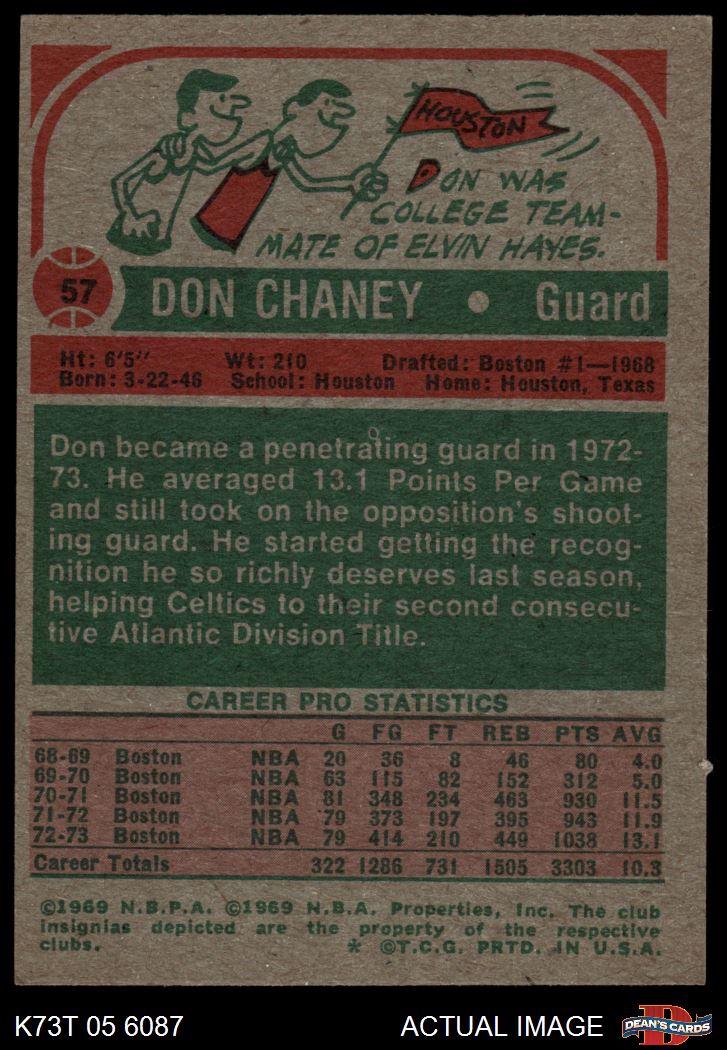 HOUSTON
DON WAS
COLLEGE TEAM-
MATE OF ELVIN HAYES.
57 DON CHANEY • Guard
Ht: 6'5" Wt: 210 Drafted: Boston #1—1968
Born: 3-22-46 School: Houston Home: Houston, Texas
Don became a penetrating guard in 1972-
73. He averaged 13.1 Points Per Game
and still took on the opposition's shoot-
ing guard. He started getting the recog-
nition he so richly deserves last season,
helping Celtics to their second consecu-
tive Atlantic Division Title.
CAREER PRO STATISTICS
G FG FT REB PTS AVG
68-69 Boston NBA 20 36 8 46 80 4.0
69-70 Boston NBA 63 115 82 152 312 5.0
70-71 Boston NBA 81 348 234 463 930 11.5
71-72 Boston NBA 79 373 197 395 943 11.9
72-73 Boston NBA 79 414 210 449 1038 13.1
Career Totals 322 1286 731 1505 3303 10.3
©1969 N.B.P.A. ©1969 N.B.A. Properties, Inc. The club
insignias depicted are the property of the respective
clubs. * ©T.C.G. PRTD. IN U.S.A.
K73T 05 6087 ACTUAL IMAGE D DEAN'S CARDS